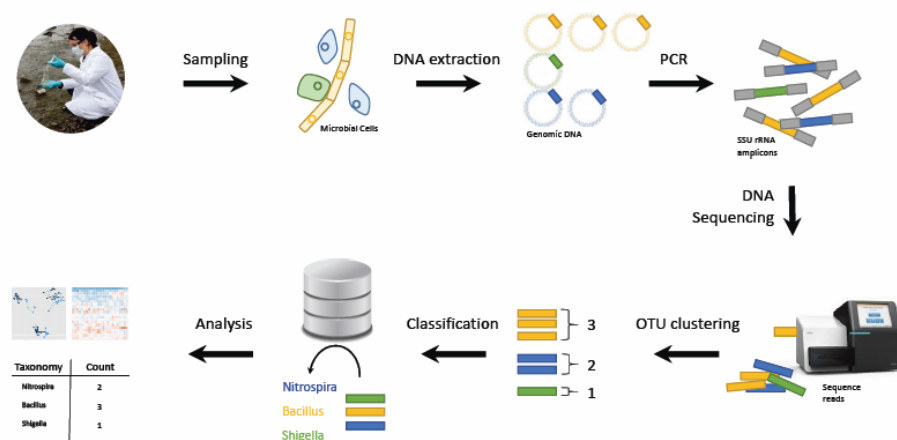 Sampling
DNA extraction
PCR
Microbial Cells
Genomic DNA
SSU rRNA
amplicons
DNA
Sequencing
OTU clustering
Sequence
reads
3
2
1
Classification
Nitrospira
Bacillus
Shigella
Analysis
Taxonomy Count
Nitrospira 2
Bacillus 3
Shigella 1